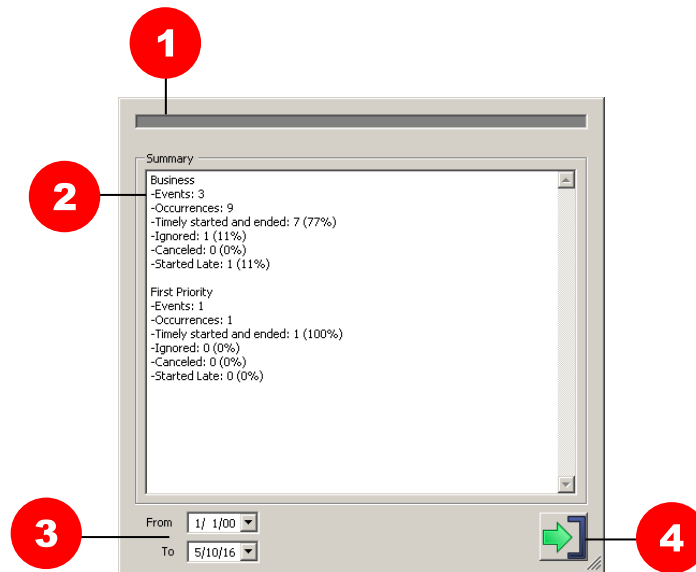 1
Summary
2
Business
-Events: 3
-Occurrences: 9
-Timely started and ended: 7 (77%)
-Ignored: 1 (11%)
-Canceled: 0 (0%)
-Started Late: 1 (11%)
First Priority
-Events: 1
-Occurrences: 1
-Timely started and ended: 1 (100%)
-Ignored: 0 (0%)
-Canceled: 0 (0%)
-Started Late: 0 (0%)
3
From 1/ 1/00
To 5/10/16
4